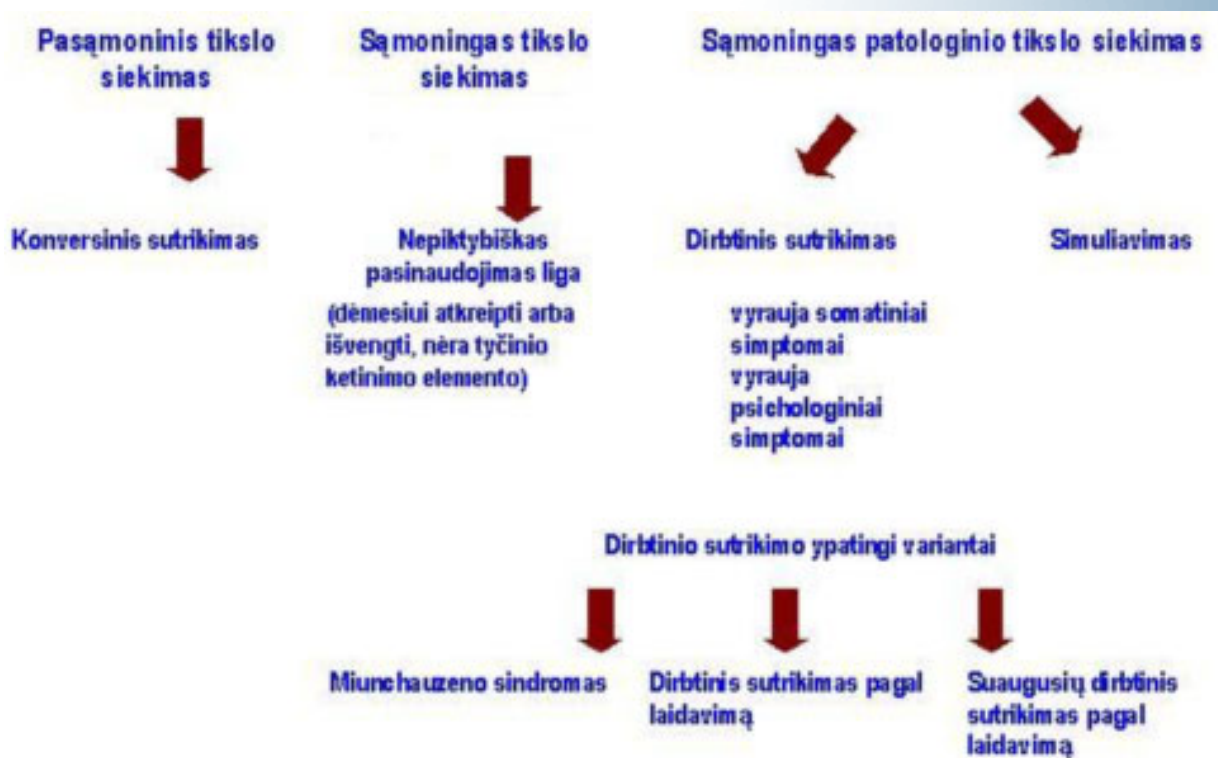 Pasąmoninis tikslo
siekimas
Sąmoningas tikslo
siekimas
Sąmoningas patologinio tikslo siekimas
Konversinis sutrikimas
Nepiktybiškas
pasinaudojimas liga
(dėmesiui atkreipti arba
išvengti, nėra tyčinio
ketinimo elemento)
Dirbtinis sutrikimas
vyrauja somatiniai
simptomai
vyrauja
psichologiniai
simptomai
Simuliavimas
Dirbtinio sutrikimo ypatingi variantai
Miunchauzeno sindromas
Dirbtinis sutrikimas pagal
laidavimą
Suaugusių dirbtinis
sutrikimas pagal
laidavimą